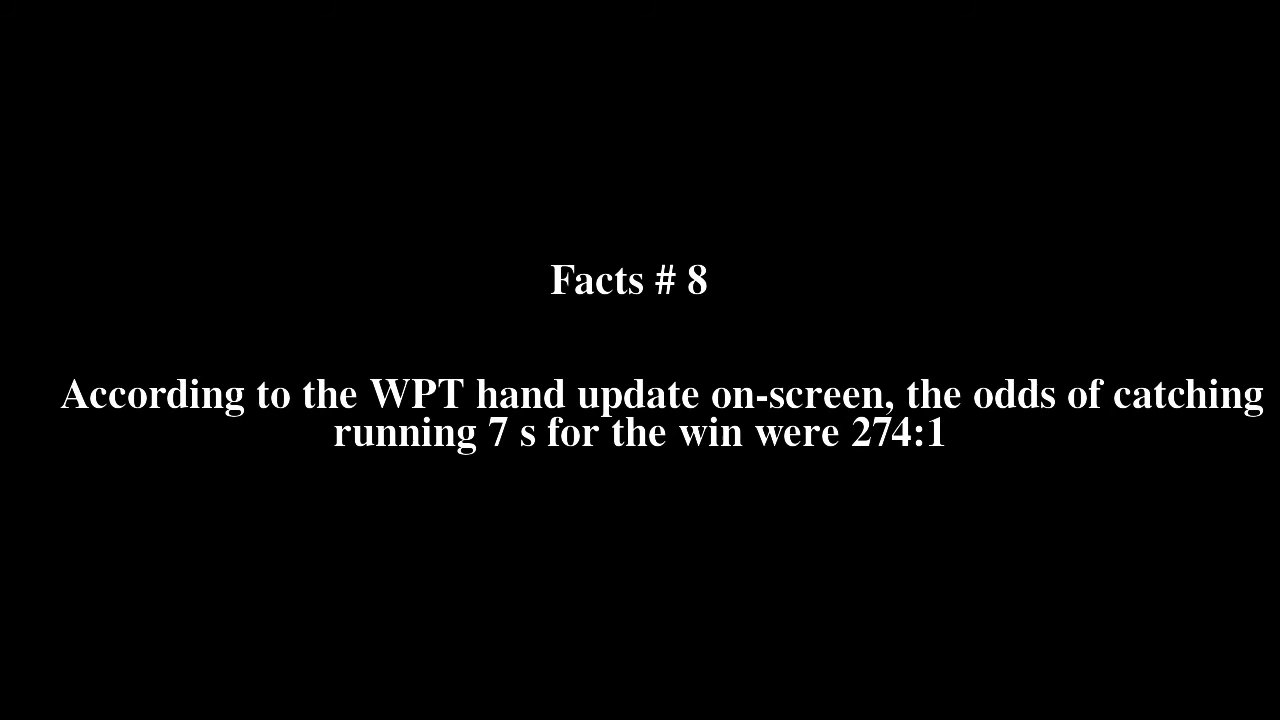 Facts # 8
According to the WPT hand update on-screen, the odds of catching
running 7 s for the win were 274:1